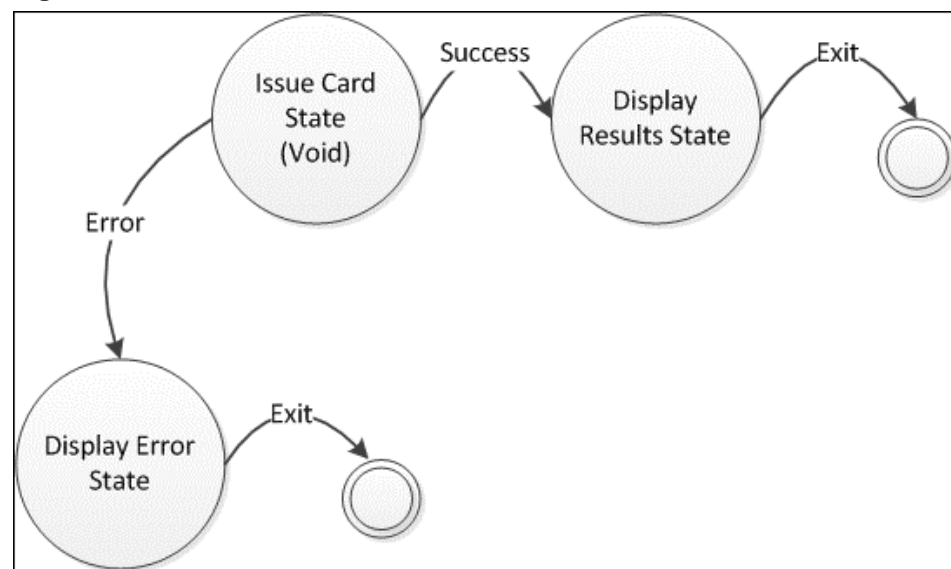 Issue Card
State
(Void)
Success
Display
Results State
Exit
Error
Display Error
State
Exit